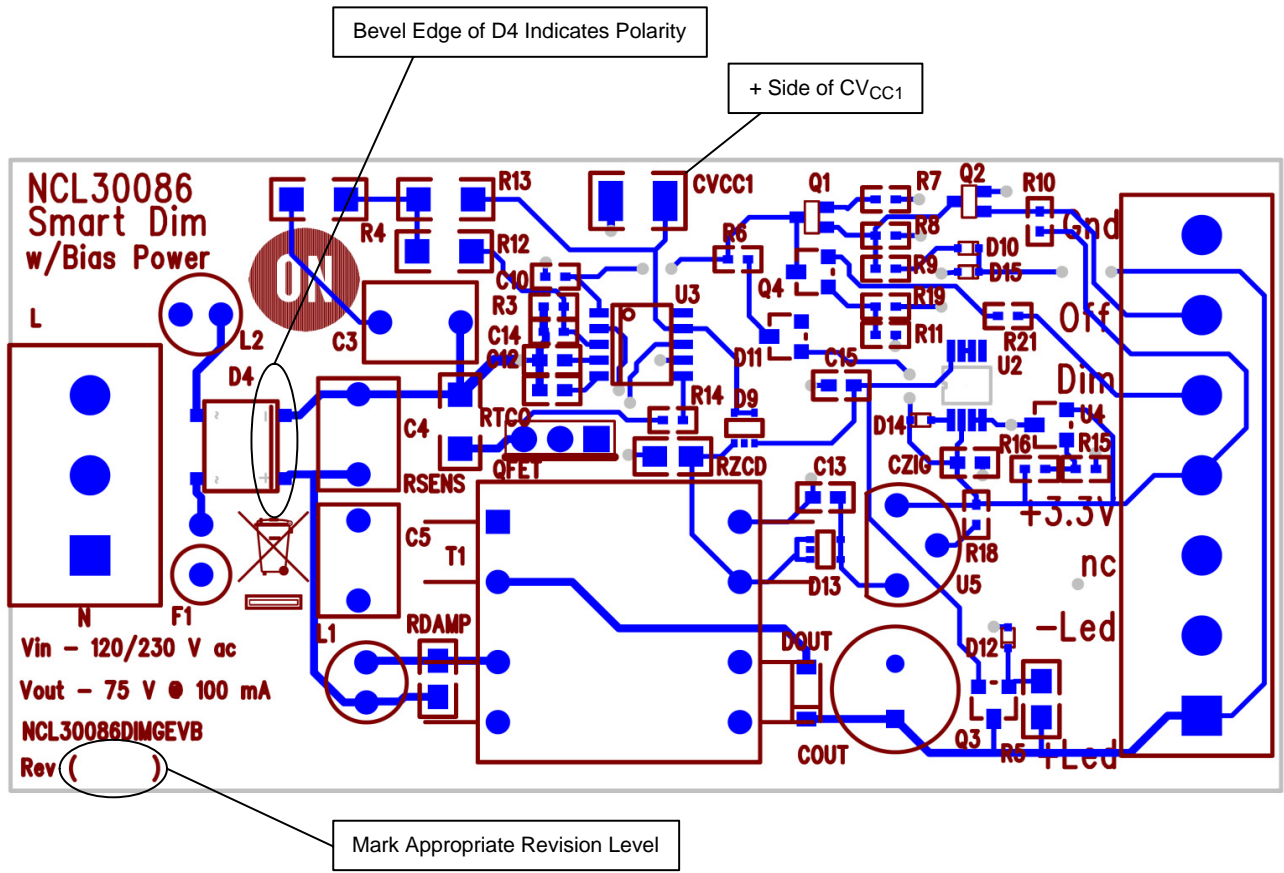 Bevel Edge of D4 Indicates Polarity
+ Side of CVCC1
NCL30086
Smart Dim
w/Bias Power
ON
R4
R13
R12
CVCC1
Q1
R7
Q2
R10
Gnd
R8
R6
D10
R9
D15
C10
Q4
L
L2
C3
R3
C14
C12
U3
R19
R11
Off
R21
D4
D11
C15
U2
Dim
R14
D9
C4
RTCO
D14
U4
QFET
RZCD
R16
R15
RSENS
CZIG
C13
+3.3V
C5
T1
R18
D13
U5
nc
N
F1
L1
RDAMP
DOUT
D12
-Led
Vin - 120/230 V ac
Vout - 75 V @ 100 mA
NCL30086DIMGEVB
COUT
Q3
R5
+Led
Rev ( )
Mark Appropriate Revision Level